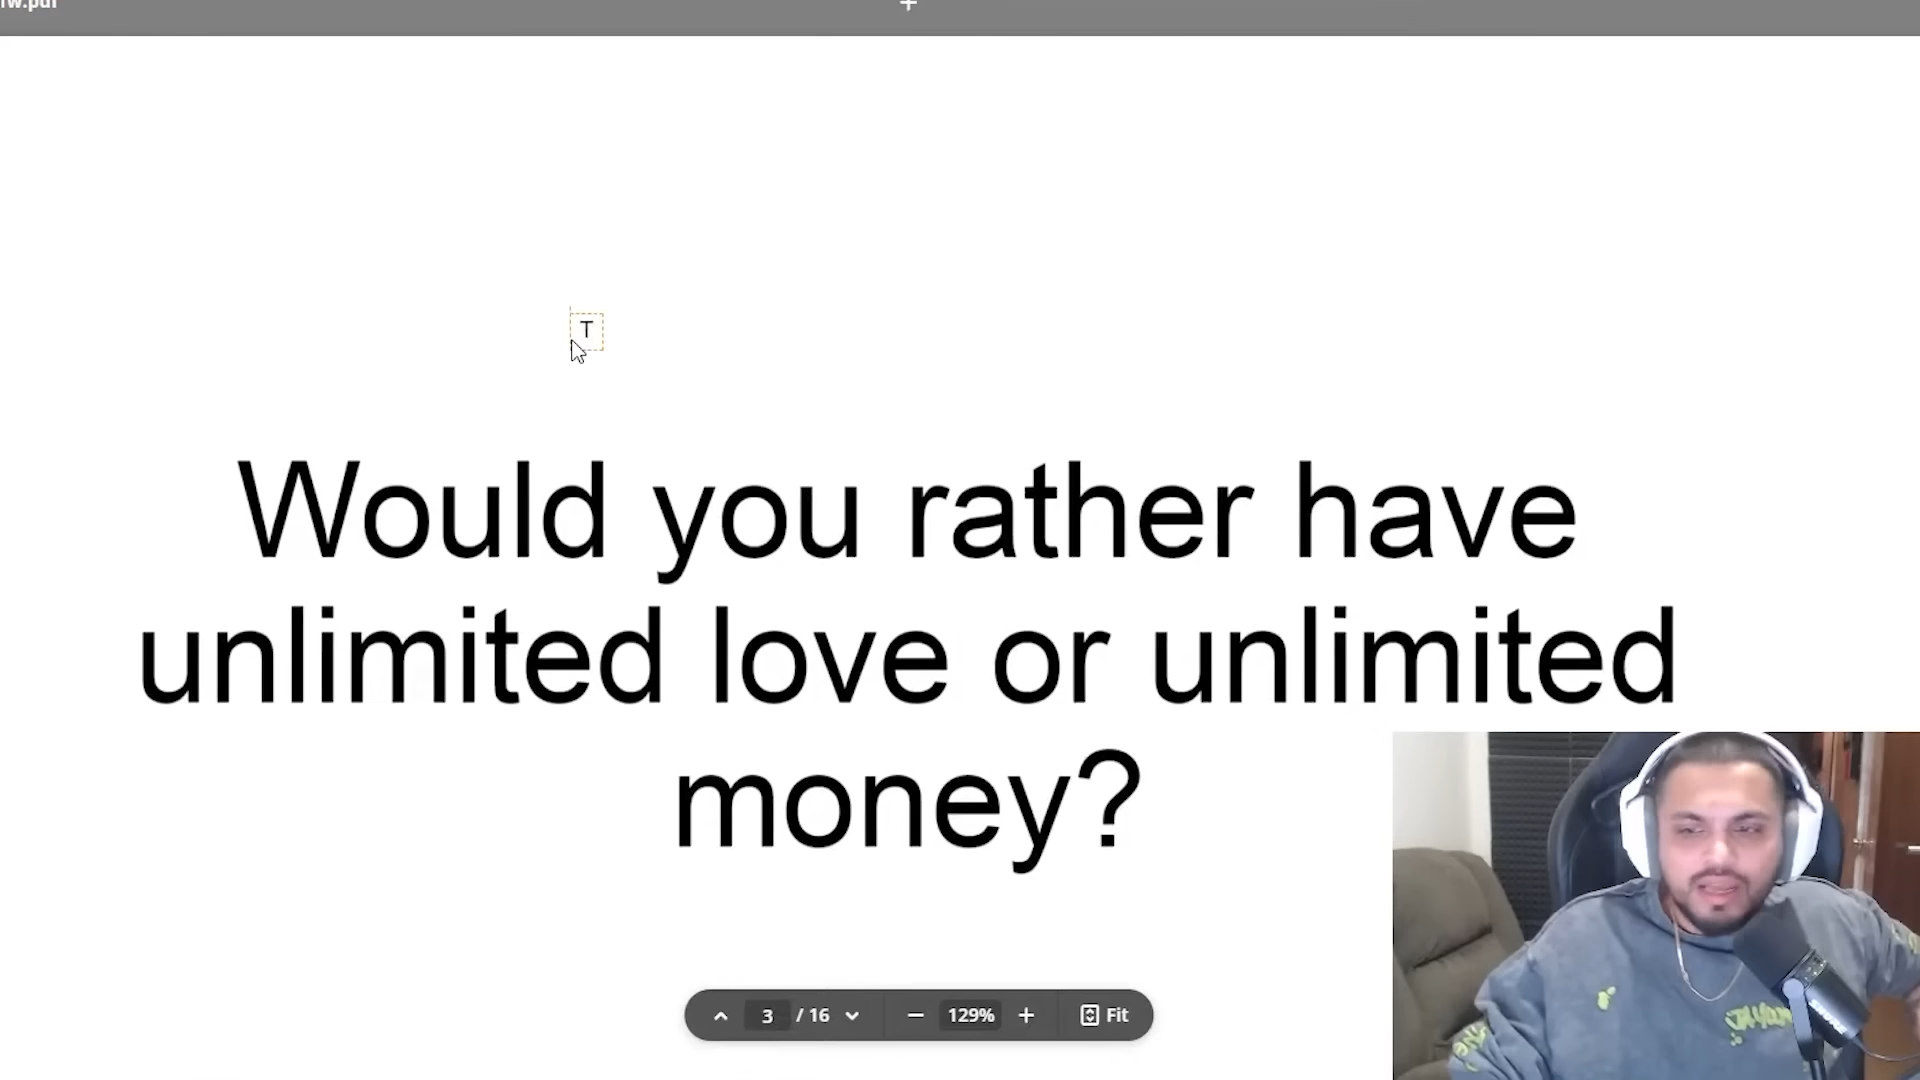 +
T
Would you rather have
unlimited love or unlimited
money?
3 / 16
129%
Fit